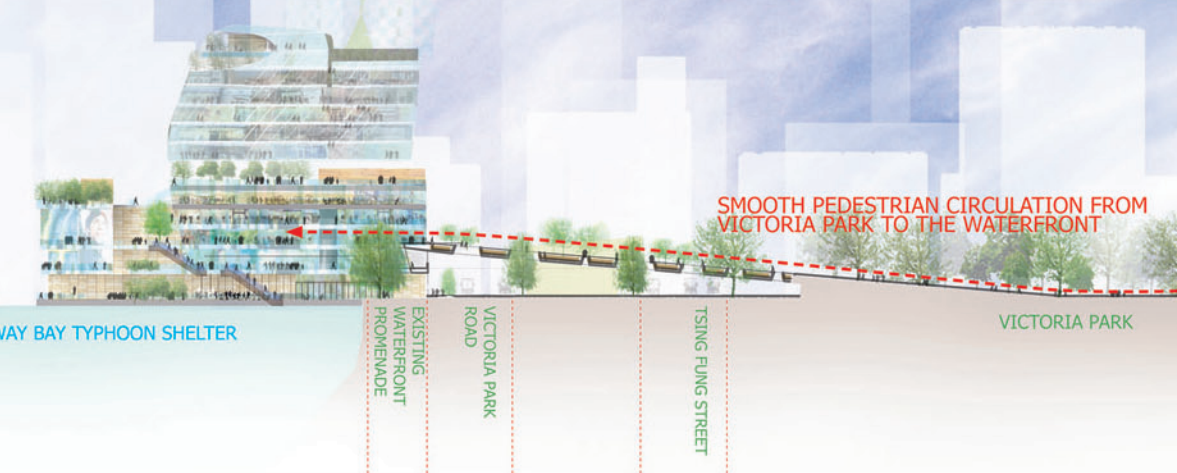 SMOOTH PEDESTRIAN CIRCULATION FROM
VICTORIA PARK TO THE WATERFRONT
WAY BAY TYPHOON SHELTER
EXISTING
WATERFRONT
PROMENADE
VICTORIA PARK
ROAD
TSING FUNG STREET
VICTORIA PARK